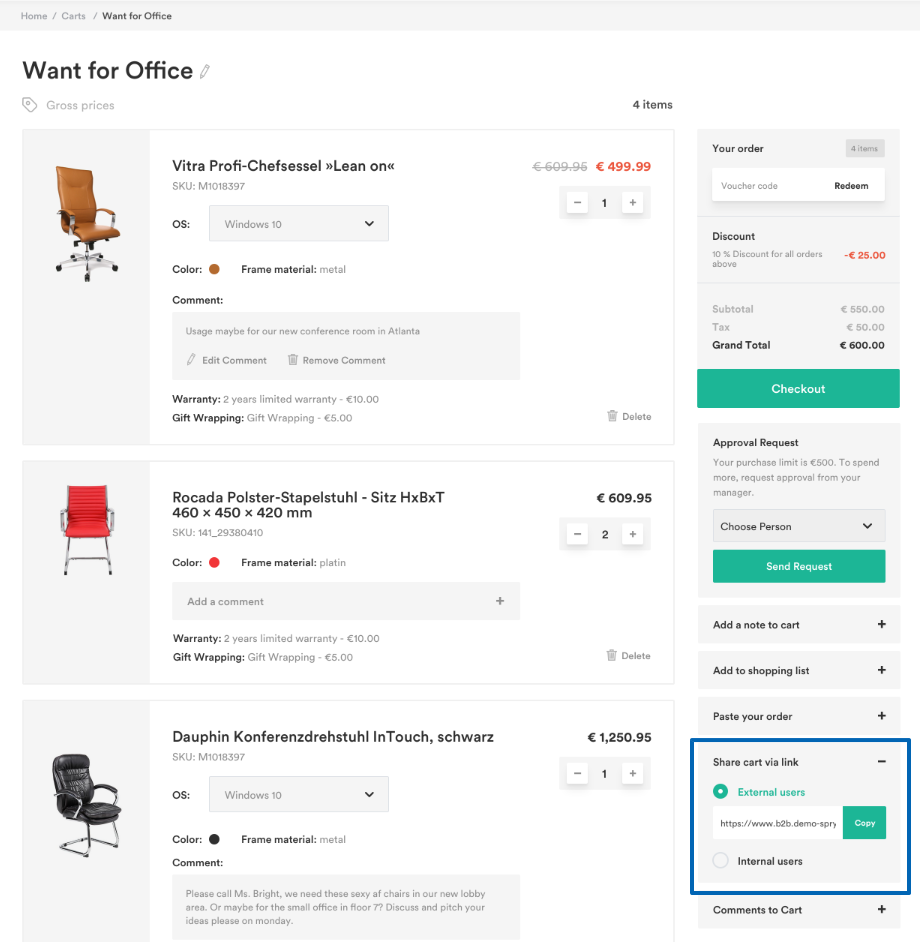 Home / Carts / Want for Office
Want for Office
Gross prices
4 items
Vitra Profi-Chefsessel »Lean on«
€ 609.95 € 499.99
SKU: M1018397
− 1 +
OS: Windows 10
Color: Frame material: metal
Comment:
Usage maybe for our new conference room in Atlanta
Edit Comment Remove Comment
Warranty: 2 years limited warranty - €10.00
Gift Wrapping: Gift Wrapping - €5.00
Delete
Rocada Polster-Stapelstuhl - Sitz HxBxT
460 × 450 × 420 mm
€ 609.95
SKU: 141_29380410
− 2 +
Color: Frame material: platin
Add a comment +
Warranty: 2 years limited warranty - €10.00
Gift Wrapping: Gift Wrapping - €5.00
Delete
Dauphin Konferenzdrehstuhl InTouch, schwarz
€ 1,250.95
SKU: M1018397
− 1 +
OS: Windows 10
Color: Frame material: metal
Comment:
Please call Ms. Bright, we need these sexy af chairs in our new lobby
area. Or maybe for the small office in floor 7? Discuss and pitch your
ideas please on monday.
Your order 4 items
Voucher code Redeem
Discount
10 % Discount for all orders
above
-€ 25.00
Subtotal € 550.00
Tax € 50.00
Grand Total € 600.00
Checkout
Approval Request
Your purchase limit is €500. To spend
more, request approval from your
manager.
Choose Person
Send Request
Add a note to cart +
Add to shopping list +
Paste your order +
Share cart via link −
External users
https://www.b2b.demo-spry Copy
Internal users
Comments to Cart +